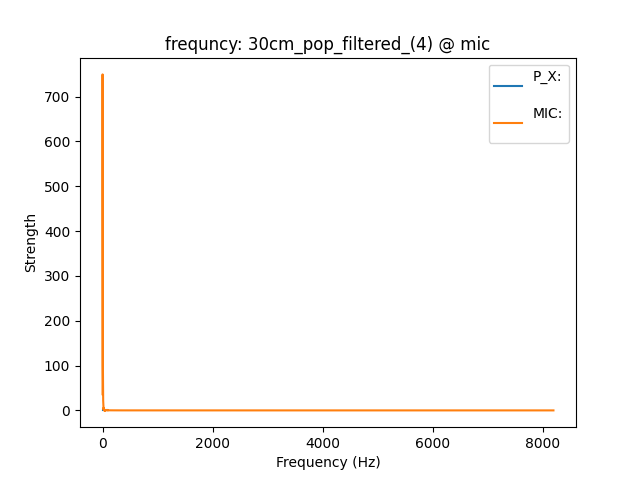 frequncy: 30cm_pop_filtered_(4) @ mic
P_X:
MIC:
700
600
500
400
300
200
100
0
Strength
0 2000 4000 6000 8000
Frequency (Hz)